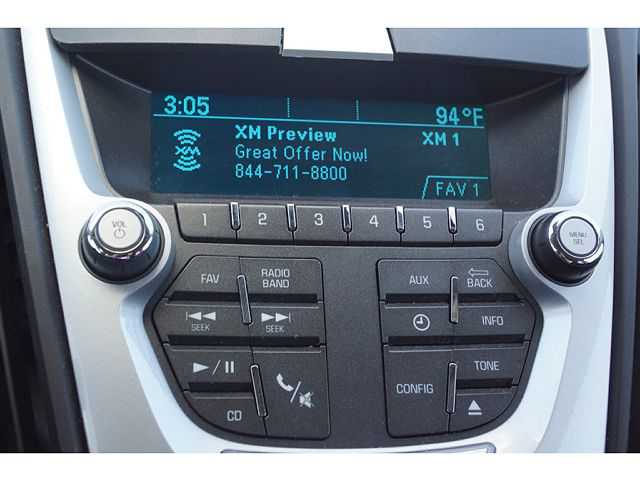 3:05 94°F
XM Preview XM 1
XM Great Offer Now!
844-711-8800
FAV 1
VOL 1 2 3 4 5 6 MENU
SEL
FAV RADIO
BAND AUX BACK
SEEK SEEK INFO
CD CONFIG TONE